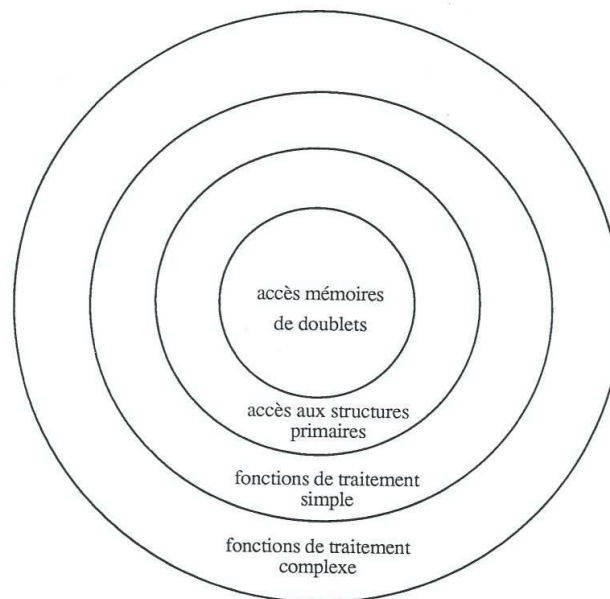 accès mémoires
de doublets
accès aux structures
primaires
fonctions de traitement
simple
fonctions de traitement
complexe